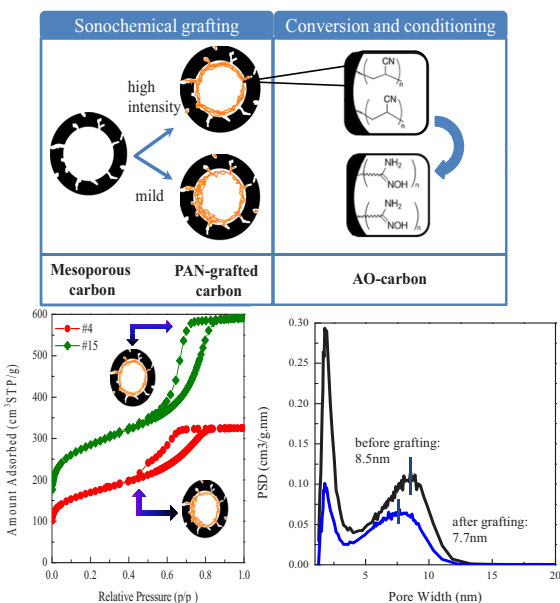 Sonochemical grafting
Conversion and conditioning
high
intensity
mild
CN
( )n
CN
( )n
NH2
( )n
NOH
NH2
( )n
NOH
Mesoporous
carbon
PAN-grafted
carbon
AO-carbon
600
500
400
300
200
100
0
#4
#15
Amount Adsorbed (cm3STP/g)
0.0 0.2 0.4 0.6 0.8 1.0
Relative Pressure (p/p )
0.30
0.25
0.20
0.15
0.10
0.05
0.00
PSD (cm3/g.nm)
before grafting:
8.5nm
after grafting:
7.7nm
5 10 15 20
Pore Width (nm)